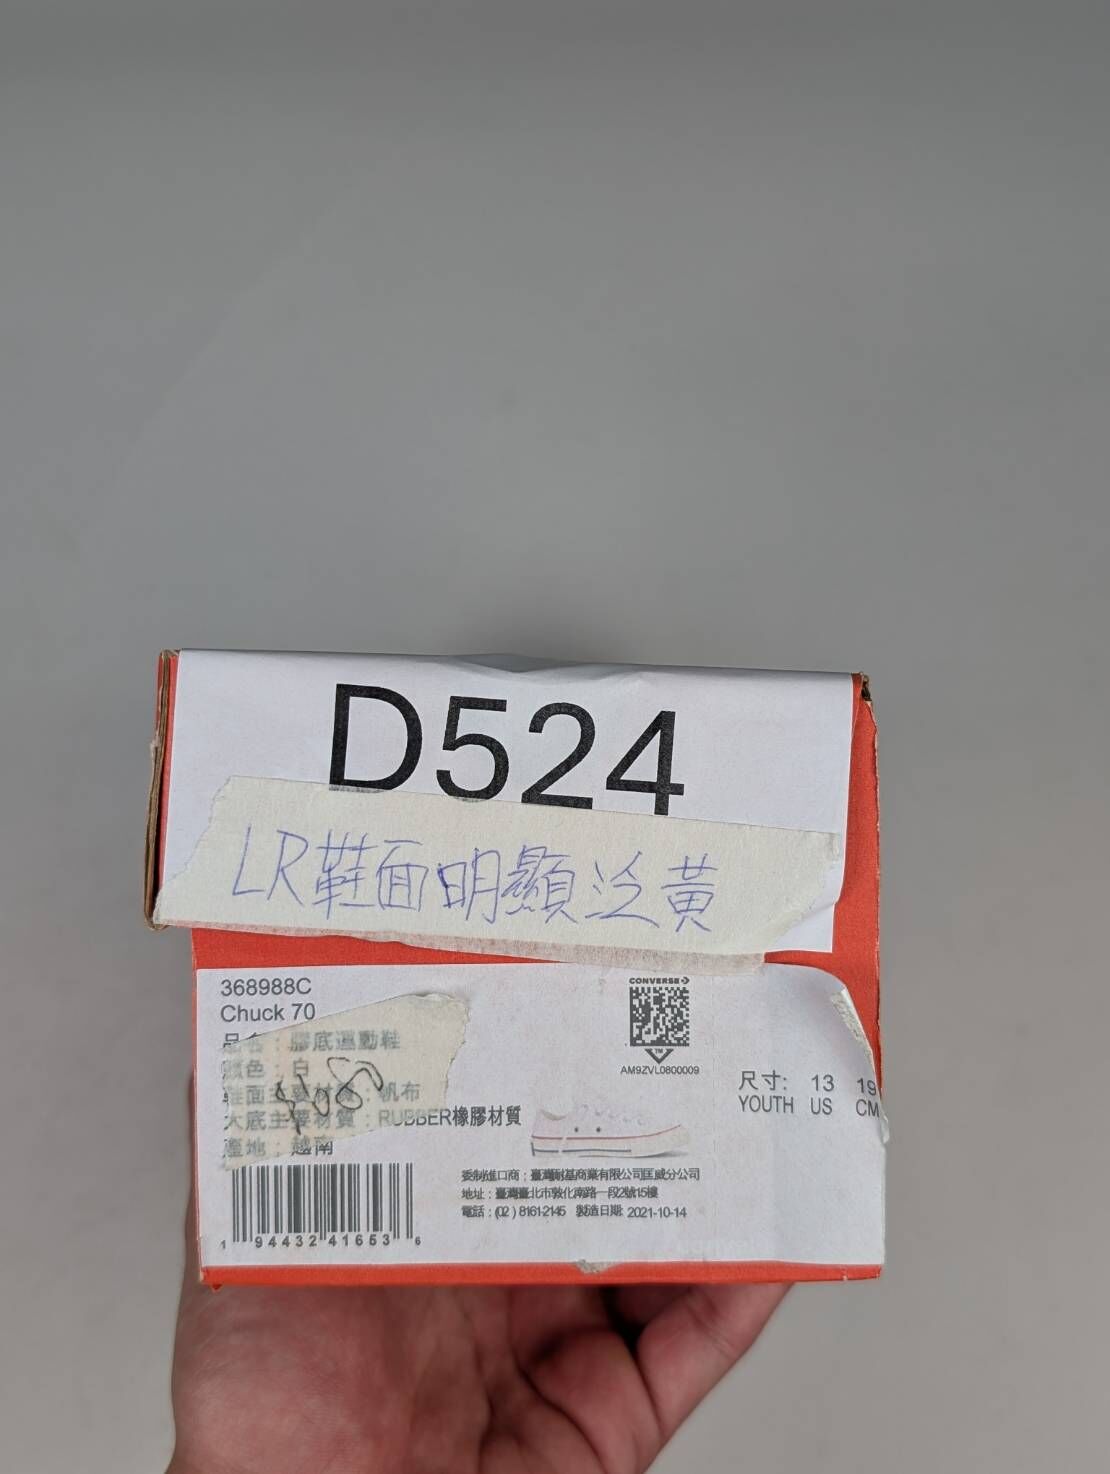 D524
LR鞋面明顯泛黃
368988C
Chuck 70
品名：膠底運動鞋
顏色：白
鞋面主要材質：帆布
大底主要材質：RUBBER橡膠材質
產地：越南
CONVERSE
AM9ZVL0800009
尺寸: 13 19
YOUTH US CM
委制進口商：臺灣耐基商業有限公司匡威分公司
地址：臺灣臺北市敦化南路一段2號15樓
電話：(02) 8161-2145 製造日期: 2021-10-14
1 94432 41653 6